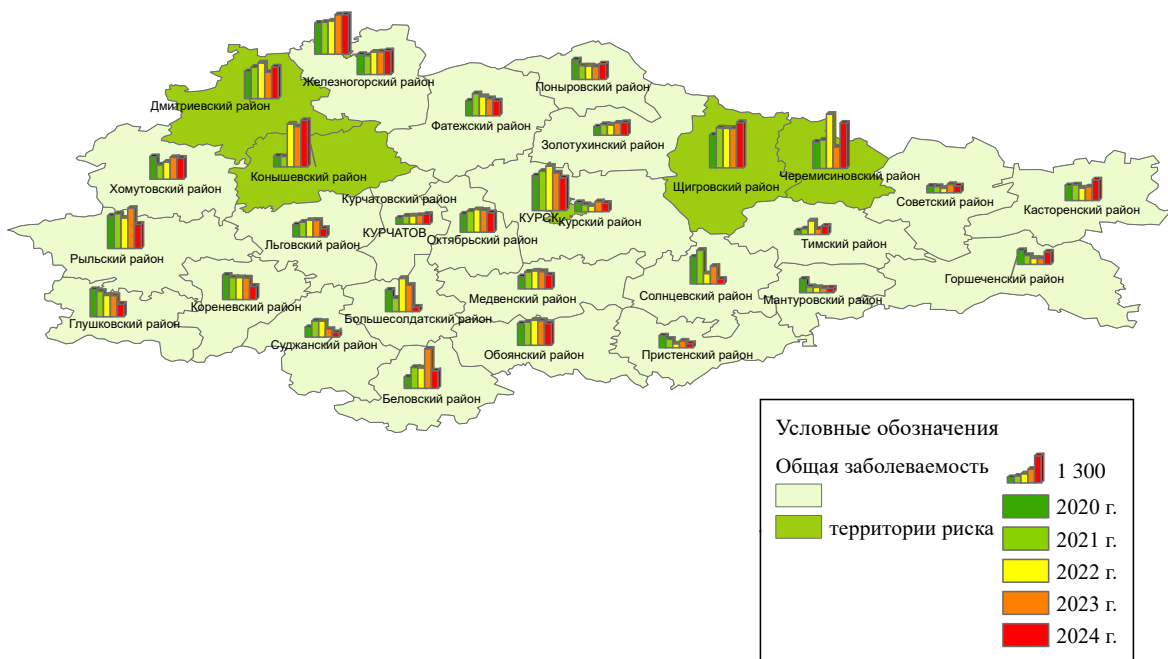 Железногорский район
Поныровский район
Дмитриевский район
Фатежский район
Золотухинский район
Конышевский район
Щигровский район
Черемисиновский район
Хомутовский район
Курчатовский район
Советский район
Касторенский район
КУРСК
Курский район
Льговский район
КУРЧАТОВ
Октябрьский район
Тимский район
Рыльский район
Горшеченский район
Медвенский район
Солнцевский район
Мантуровский район
Кореневский район
Большесолдатский район
Глушковский район
Суджанский район
Обоянский район
Пристенский район
Беловский район
Условные обозначения
Общая заболеваемость
территории риска
1 300
2020 г.
2021 г.
2022 г.
2023 г.
2024 г.